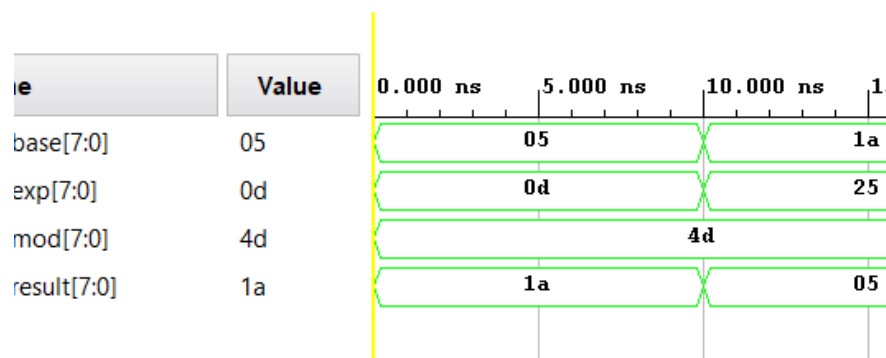 e Value 0.000 ns 5.000 ns 10.000 ns 1
base[7:0] 05 05 1a
exp[7:0] 0d 0d 25
mod[7:0] 4d 4d
result[7:0] 1a 1a 05